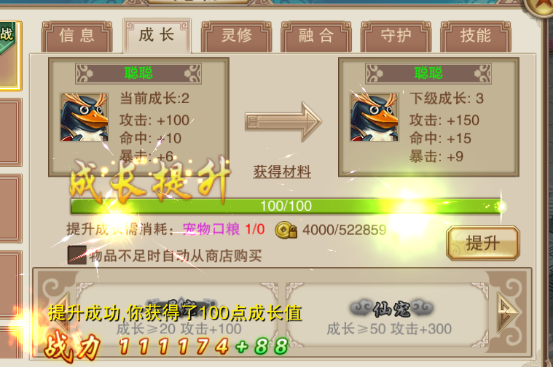 战
信息 成长 灵修 融合 守护 技能
聪聪 聪聪
当前成长:2 下级成长: 3
攻击: +100 攻击: +150
命中: +10 命中: +15
暴击: +6 暴击: +9
获得材料
成长提升
100/100
提升成长需消耗: 宠物口粮 1/0 4000/522859
提升
物品不足时自动从商店购买
仙宠
提升成功,你获得了100点成长值
成长≥20 攻击+100 成长≥50 攻击+300
战力 111174+88